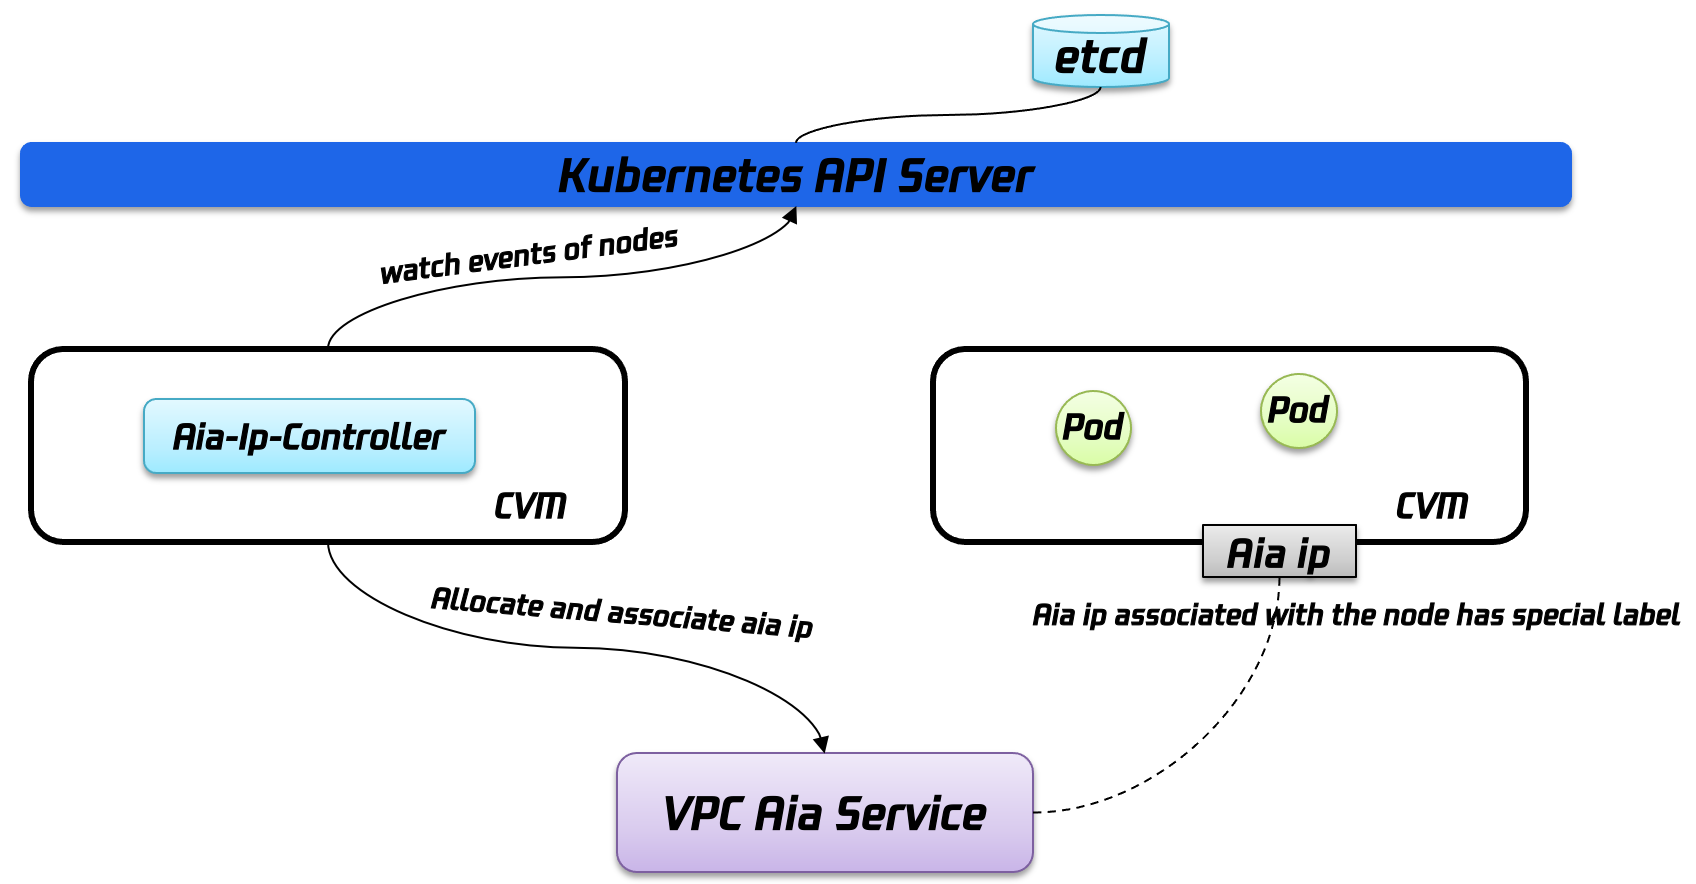 etcd
Kubernetes API Server
watch events of nodes
Aia-Ip-Controller
CVM
Pod
Pod
CVM
Aia ip
Allocate and associate aia ip
Aia ip associated with the node has special label
VPC Aia Service